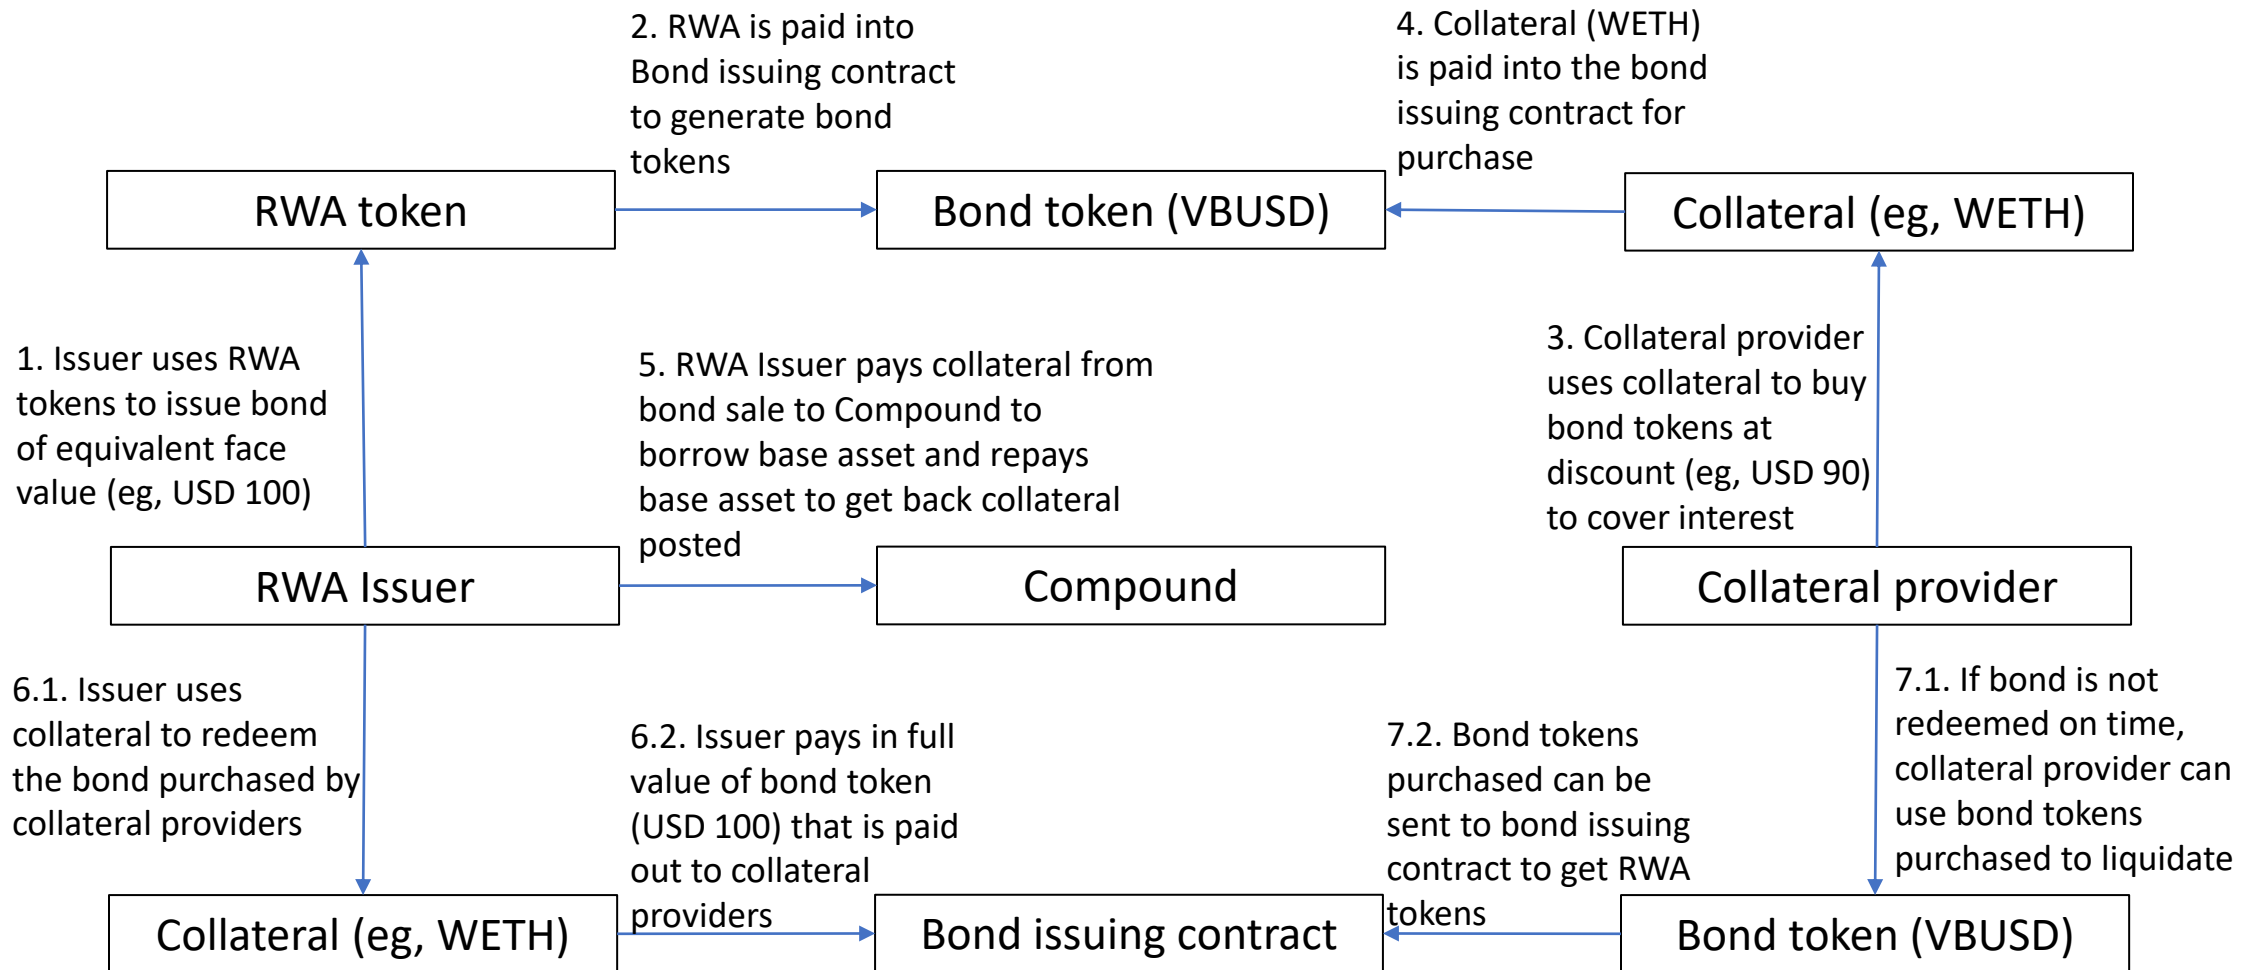 2. RWA is paid into
Bond issuing contract
to generate bond
tokens
4. Collateral (WETH)
is paid into the bond
issuing contract for
purchase
RWA token
Bond token (VBUSD)
Collateral (eg, WETH)
1. Issuer uses RWA
tokens to issue bond
of equivalent face
value (eg, USD 100)
5. RWA Issuer pays collateral from
bond sale to Compound to
borrow base asset and repays
base asset to get back collateral
posted
3. Collateral provider
uses collateral to buy
bond tokens at
discount (eg, USD 90)
to cover interest
RWA Issuer
Compound
Collateral provider
6.1. Issuer uses
collateral to redeem
the bond purchased by
collateral providers
6.2. Issuer pays in full
value of bond token
(USD 100) that is paid
out to collateral
providers
7.2. Bond tokens
purchased can be
sent to bond issuing
contract to get RWA
tokens
7.1. If bond is not
redeemed on time,
collateral provider can
use bond tokens
purchased to liquidate
Collateral (eg, WETH)
Bond issuing contract
Bond token (VBUSD)